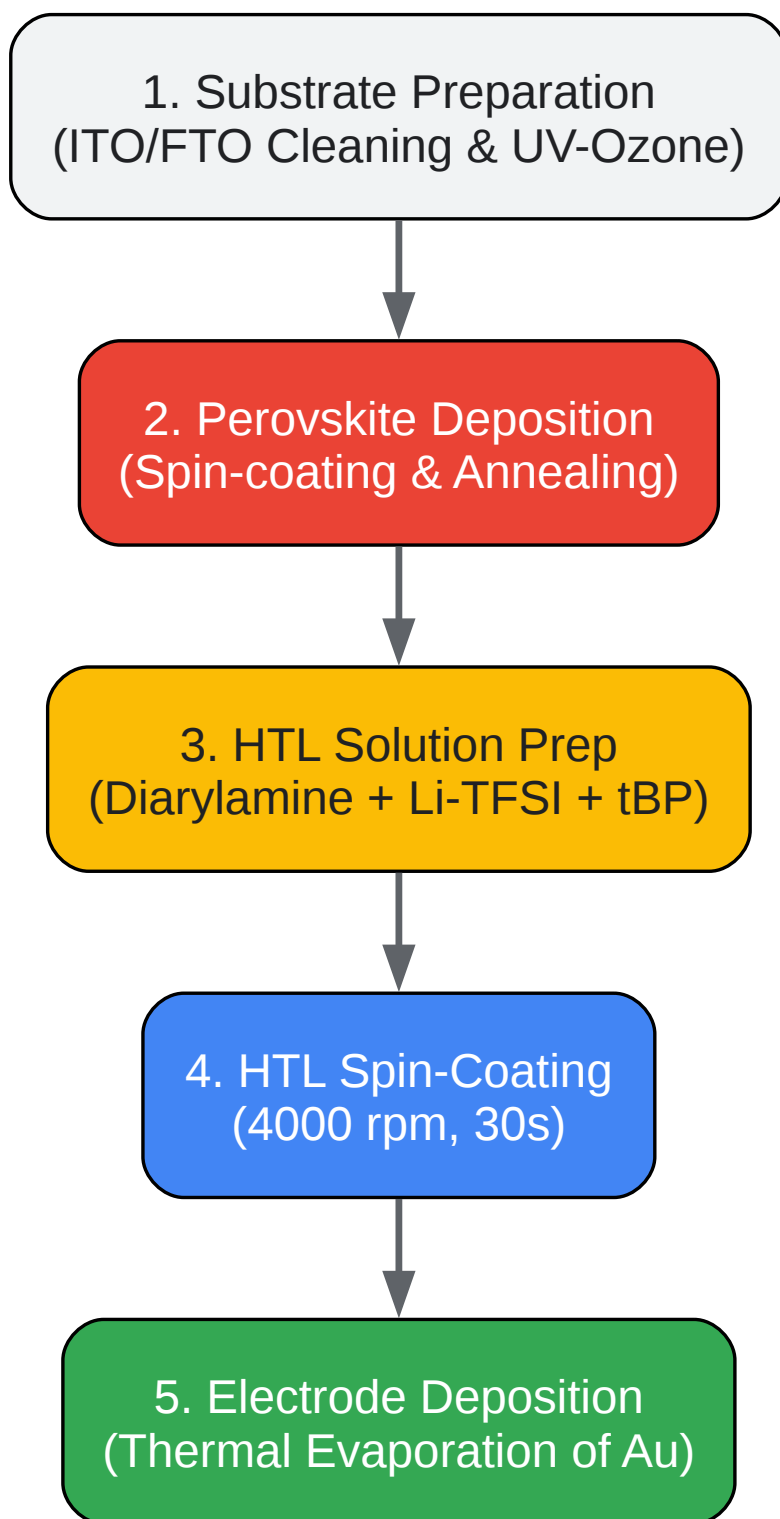 1. Substrate Preparation
(ITO/FTO Cleaning & UV-Ozone)
2. Perovskite Deposition
(Spin-coating & Annealing)
3. HTL Solution Prep
(Diarylamine + Li-TFSI + tBP)
4. HTL Spin-Coating
(4000 rpm, 30s)
5. Electrode Deposition
(Thermal Evaporation of Au)